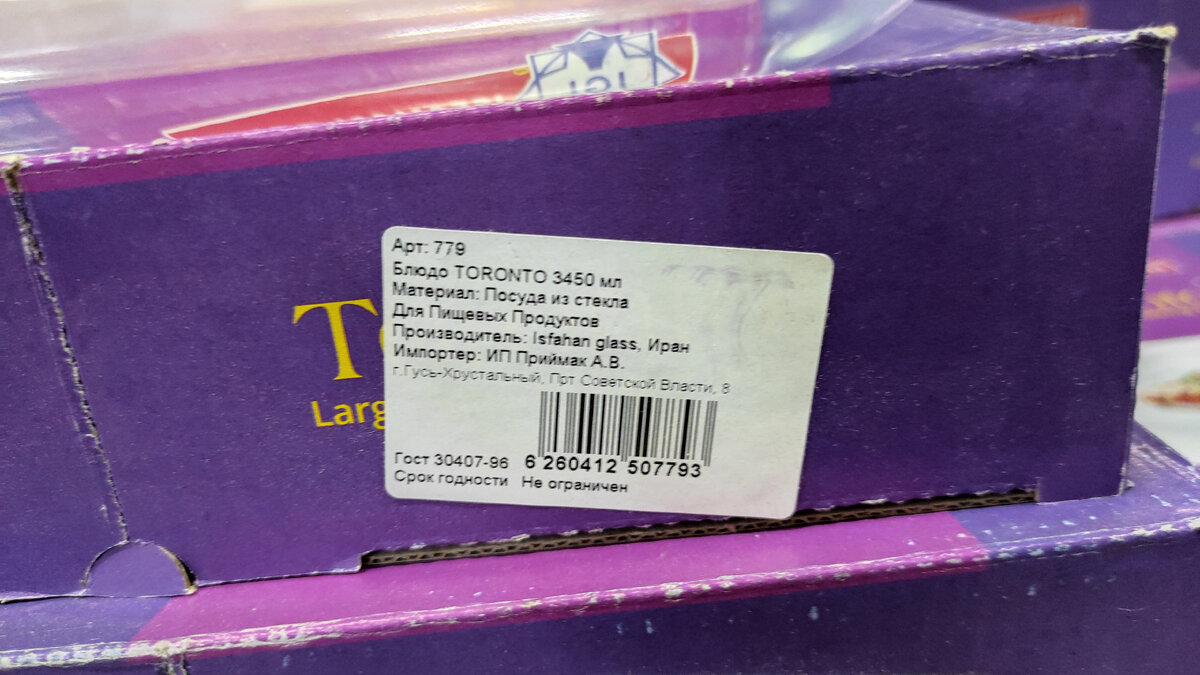 IGI
Арт: 779
Блюдо TORONTO 3450 мл
Материал: Посуда из стекла
Для Пищевых Продуктов
Производитель: Isfahan glass, Иран
Импортер: ИП Приймак А.В.
г.Гусь-Хрустальный, Прт Советской Власти, 8
Гост 30407-96
6 260412 507793
Срок годности Не ограничен